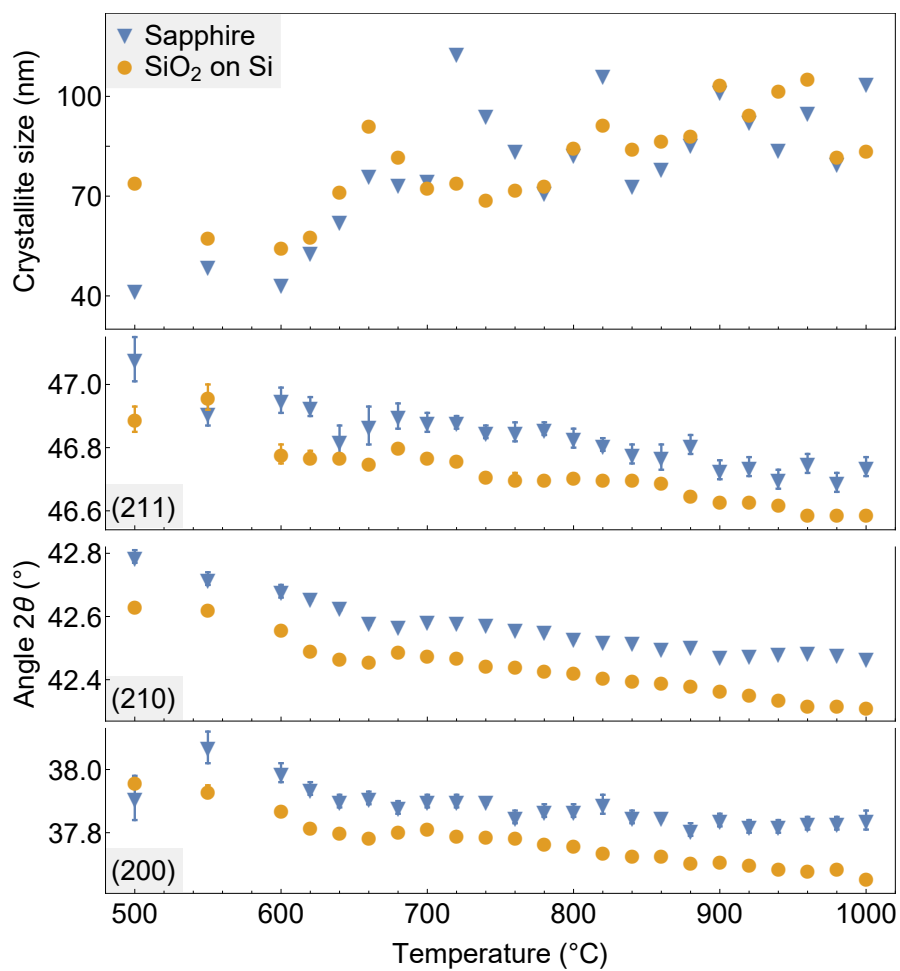 Sapphire
SiO₂ on Si
Crystallite size (nm)
100
70
40
47.0
46.8
46.6
(211)
Angle 2θ (°)
42.8
42.6
42.4
(210)
38.0
37.8
(200)
500 600 700 800 900 1000
Temperature (°C)